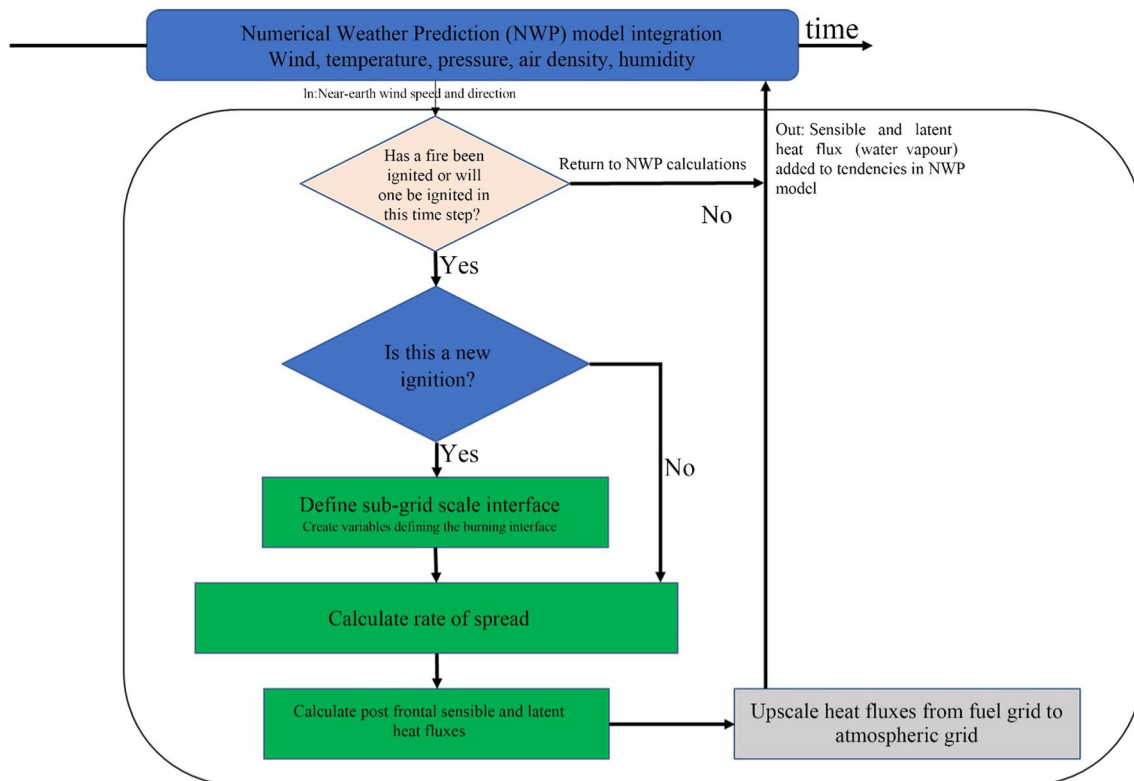 Numerical Weather Prediction (NWP) model integration
Wind, temperature, pressure, air density, humidity
time
In:Near-earth wind speed and direction
Out: Sensible and latent
heat flux (water vapour)
added to tendencies in NWP
model
Has a fire been
ignited or will
one be ignited in
this time step?
Return to NWP calculations
No
Yes
Is this a new
ignition?
Yes
No
Define sub-grid scale interface
Create variables defining the burning interface
Calculate rate of spread
Calculate post frontal sensible and latent
heat fluxes
Upscale heat fluxes from fuel grid to
atmospheric grid